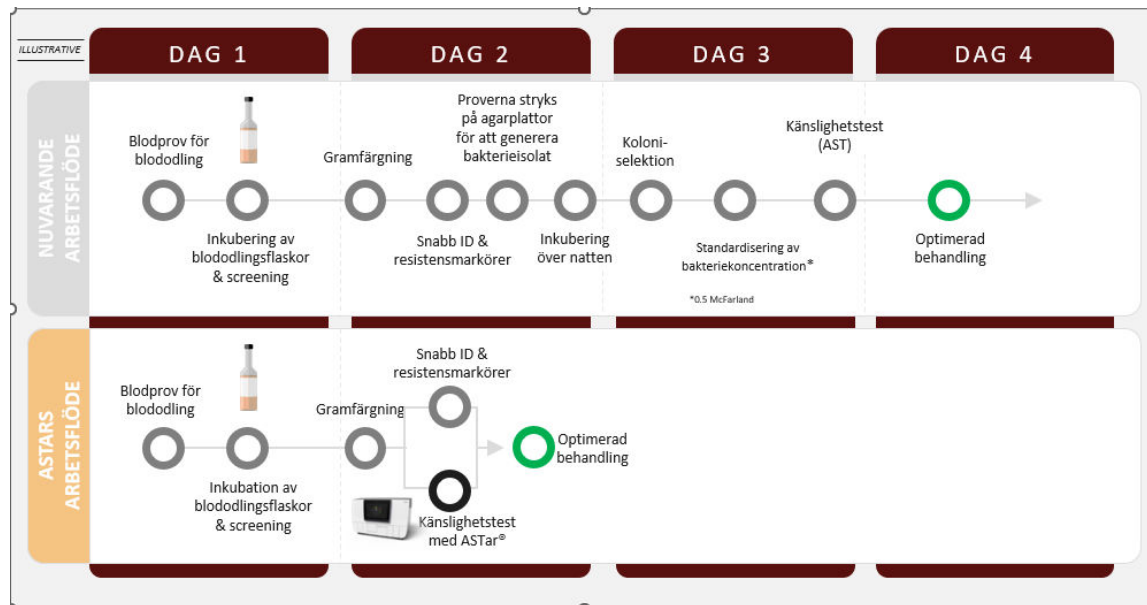 ILLUSTRATIVE
DAG 1
DAG 2
DAG 3
DAG 4
NUVARANDE
ARBETSFLÖDE
Blodprov för
blododling
Inkubering av
blododlingsflaskor
& screening
Gramfärgning
Snabb ID &
resistensmarkörer
Proverna stryks
på agarplattor
för att generera
bakterieisolat
Inkubering
över natten
Koloni-
selektion
Standardisering av
bakteriekoncentration*
*0.5 McFarland
Känslighetstest
(AST)
Optimerad
behandling
ASTARS
ARBETSFLÖDE
Blodprov för
blododling
Inkubation av
blododlingsflaskor
& screening
Gramfärgning
Snabb ID &
resistensmarkörer
Känslighetstest
med ASTar®
Optimerad
behandling